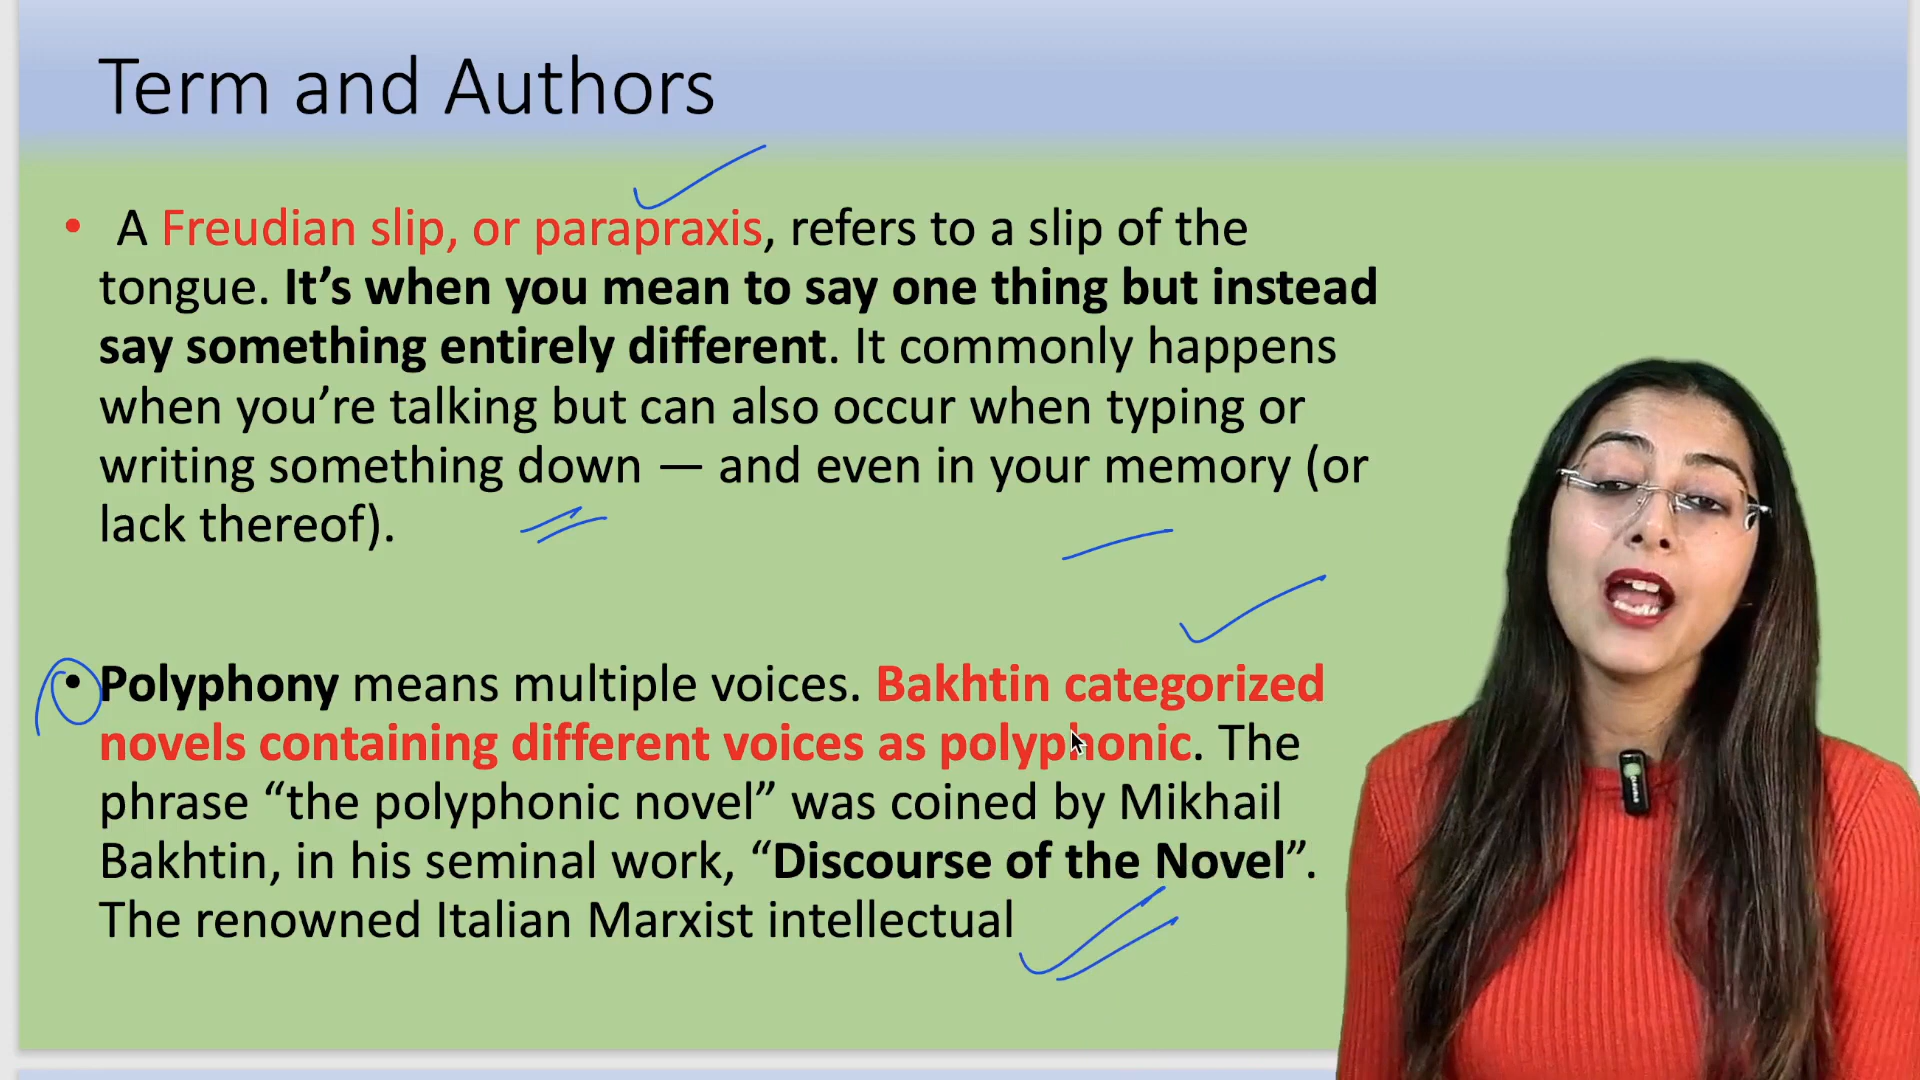 Term and Authors
• A Freudian slip, or parapraxis, refers to a slip of the
tongue. It’s when you mean to say one thing but instead
say something entirely different. It commonly happens
when you’re talking but can also occur when typing or
writing something down — and even in your memory (or
lack thereof).
• Polyphony means multiple voices. Bakhtin categorized
novels containing different voices as polyphonic. The
phrase “the polyphonic novel” was coined by Mikhail
Bakhtin, in his seminal work, “Discourse of the Novel”.
The renowned Italian Marxist intellectual